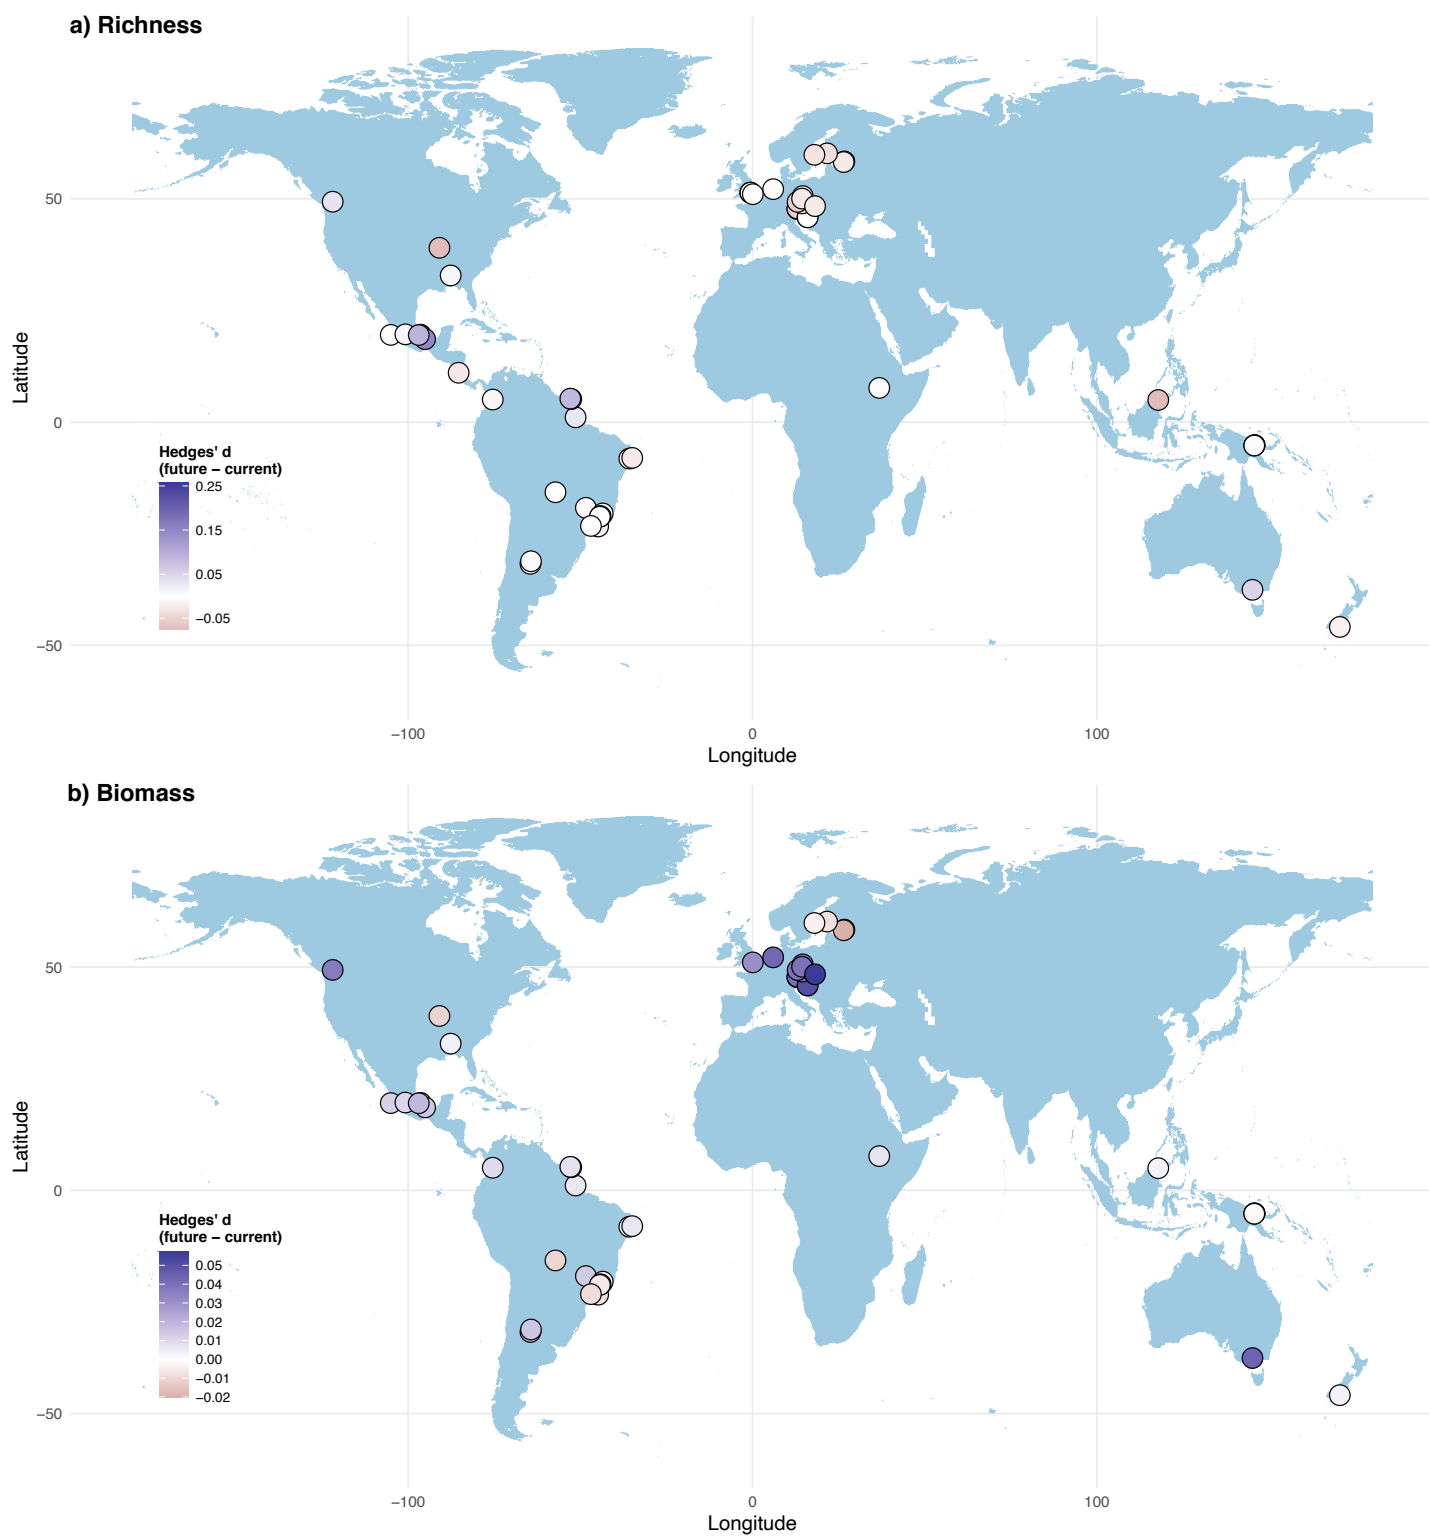 a) Richness
Latitude
50
0
−50
Hedges' d
(future − current)
0.25
0.15
0.05
−0.05
−100
0
100
Longitude
b) Biomass
Latitude
50
0
−50
Hedges' d
(future − current)
0.05
0.04
0.03
0.02
0.01
0.00
−0.01
−0.02
−100
0
100
Longitude